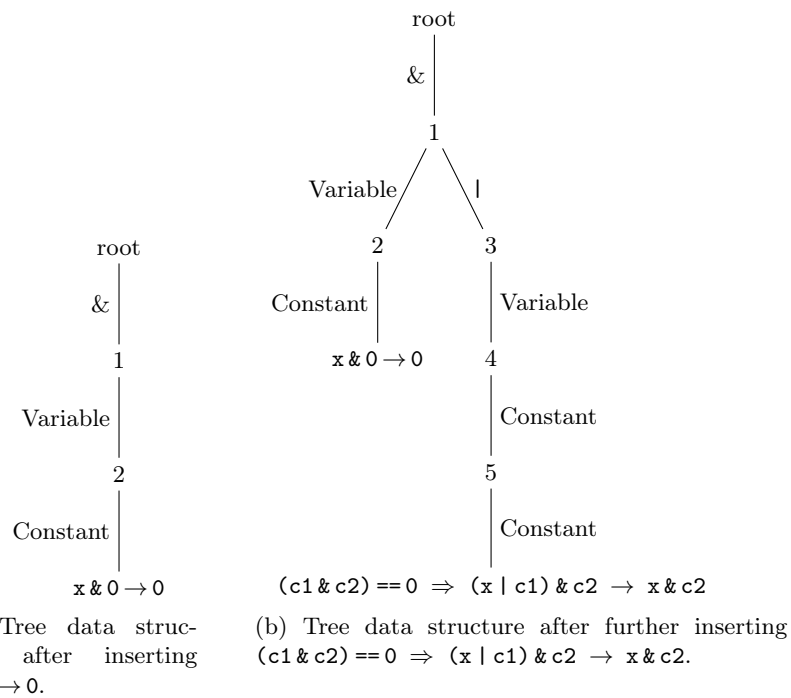 root
&
1
Variable
2
Constant
x & 0 → 0
Tree data struc-
after inserting
→ 0.
root
&
1
Variable
|
2
3
Constant
Variable
x & 0 → 0
4
Constant
5
Constant
(c1 & c2) == 0 ⇒ (x | c1) & c2 → x & c2
(b) Tree data structure after further inserting
(c1 & c2) == 0 ⇒ (x | c1) & c2 → x & c2.